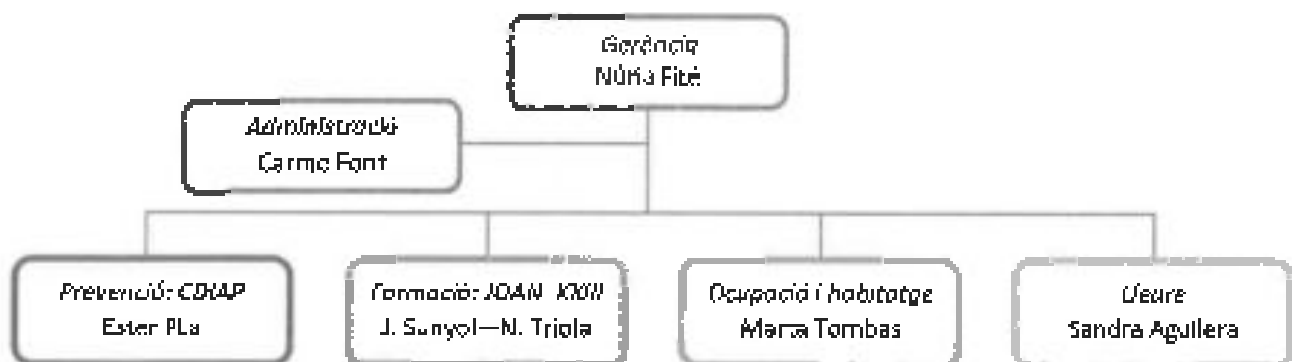 Gerència
Núria Fité
Administració
Carme Font
Prevenció: CDIAP
Ester Pla
Formació: JOAN XXIII
J. Sunyol—N. Triola
Ocupació i habitatge
Marta Tombas
Lleure
Sandra Aguilera